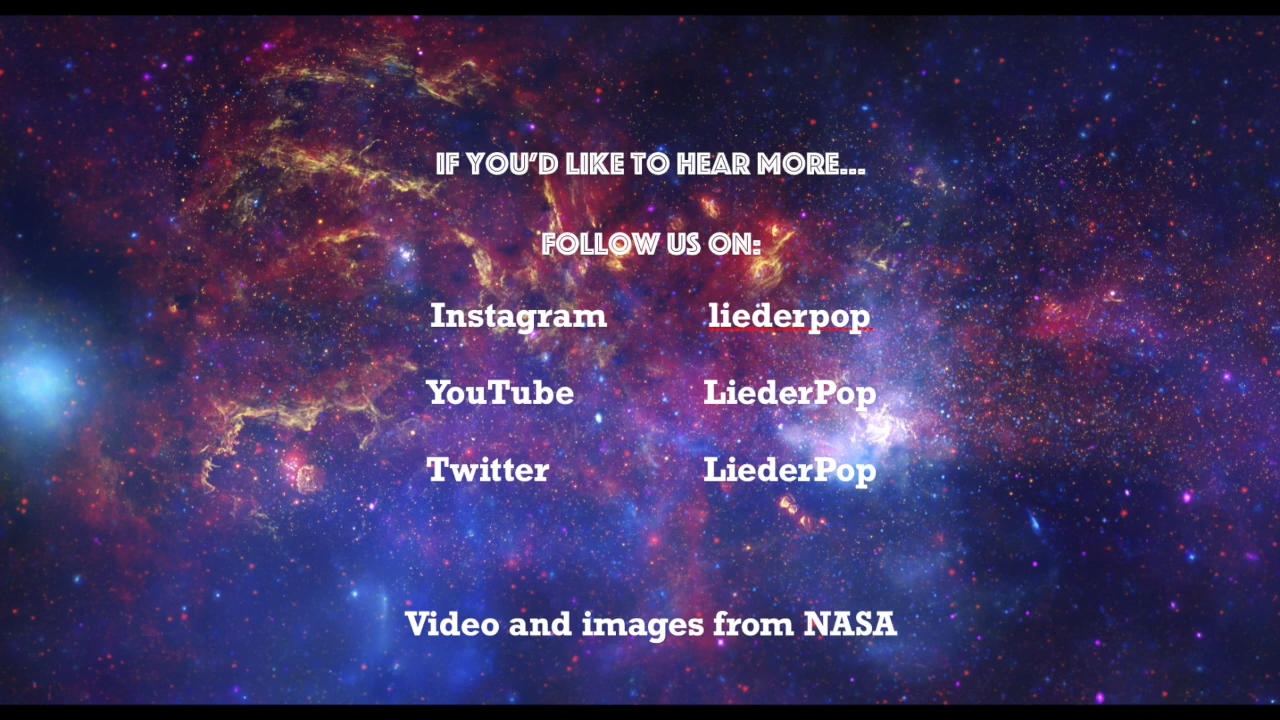 IF YOU'D LIKE TO HEAR MORE...
FOLLOW US ON:
Instagram liederpop
YouTube LiederPop
Twitter LiederPop
Video and images from NASA